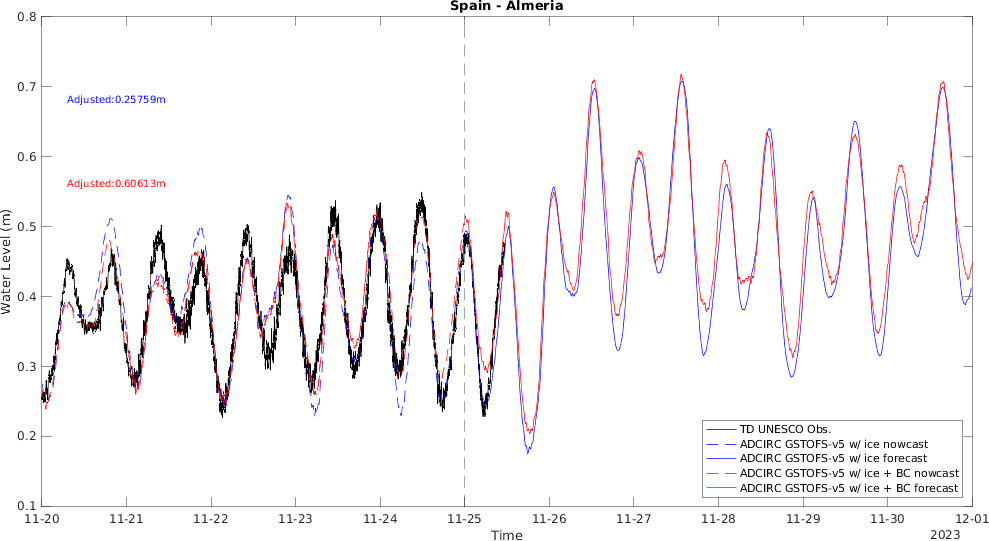 Spain - Almeria
0.8
0.7
0.6
0.5
0.4
0.3
0.2
0.1
Water Level (m)
Adjusted:0.25759m
Adjusted:0.60613m
TD UNESCO Obs.
ADCIRC GSTOFS-v5 w/ ice nowcast
ADCIRC GSTOFS-v5 w/ ice forecast
ADCIRC GSTOFS-v5 w/ ice + BC nowcast
ADCIRC GSTOFS-v5 w/ ice + BC forecast
11-20 11-21 11-22 11-23 11-24 11-25 11-26 11-27 11-28 11-29 11-30 12-01
Time
2023